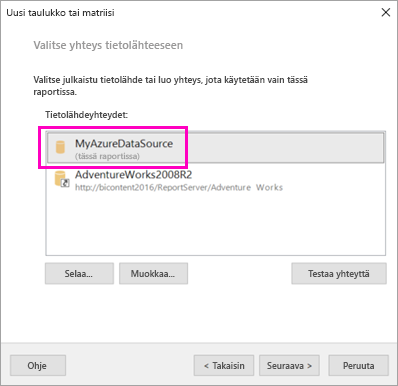 Uusi taulukko tai matriisi
Valitse yhteys tietolähteeseen
Valitse julkaistu tietolähde tai luo yhteys, jota käytetään vain tässä
raportissa.
Tietolähdeyhteydet:
MyAzureDataSource
(tässä raportissa)
AdventureWorks2008R2
http://bicontent2016/ReportServer/Adventure Works
Selaa...
Muokkaa...
Testaa yhteyttä
Ohje
< Takaisin
Seuraava >
Peruuta